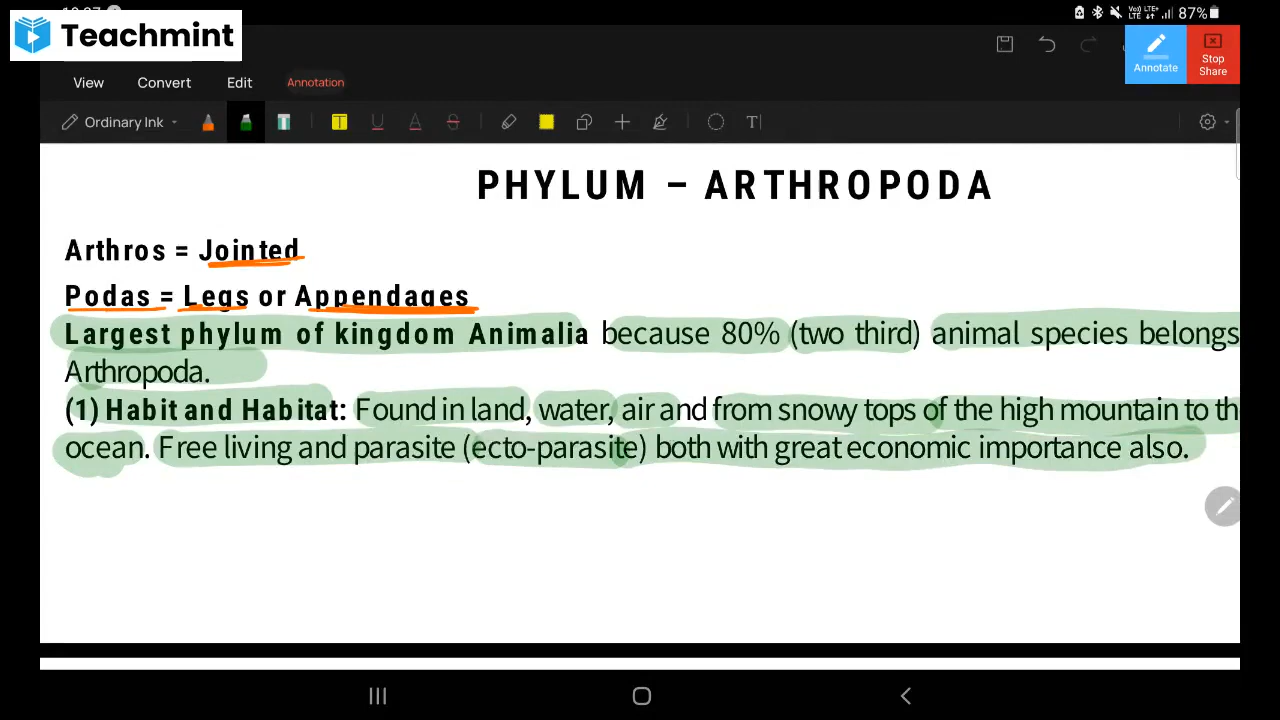 Teachmint
Vo) LTE+
LTE
87%
Annotate
Stop
Share
View Convert Edit Annotation
Ordinary Ink
PHYLUM – ARTHROPODA
Arthros = Jointed
Podas = Legs or Appendages
Largest phylum of kingdom Animalia because 80% (two third) animal species belongs
Arthropoda.
(1) Habit and Habitat: Found in land, water, air and from snowy tops of the high mountain to th
ocean. Free living and parasite (ecto-parasite) both with great economic importance also.